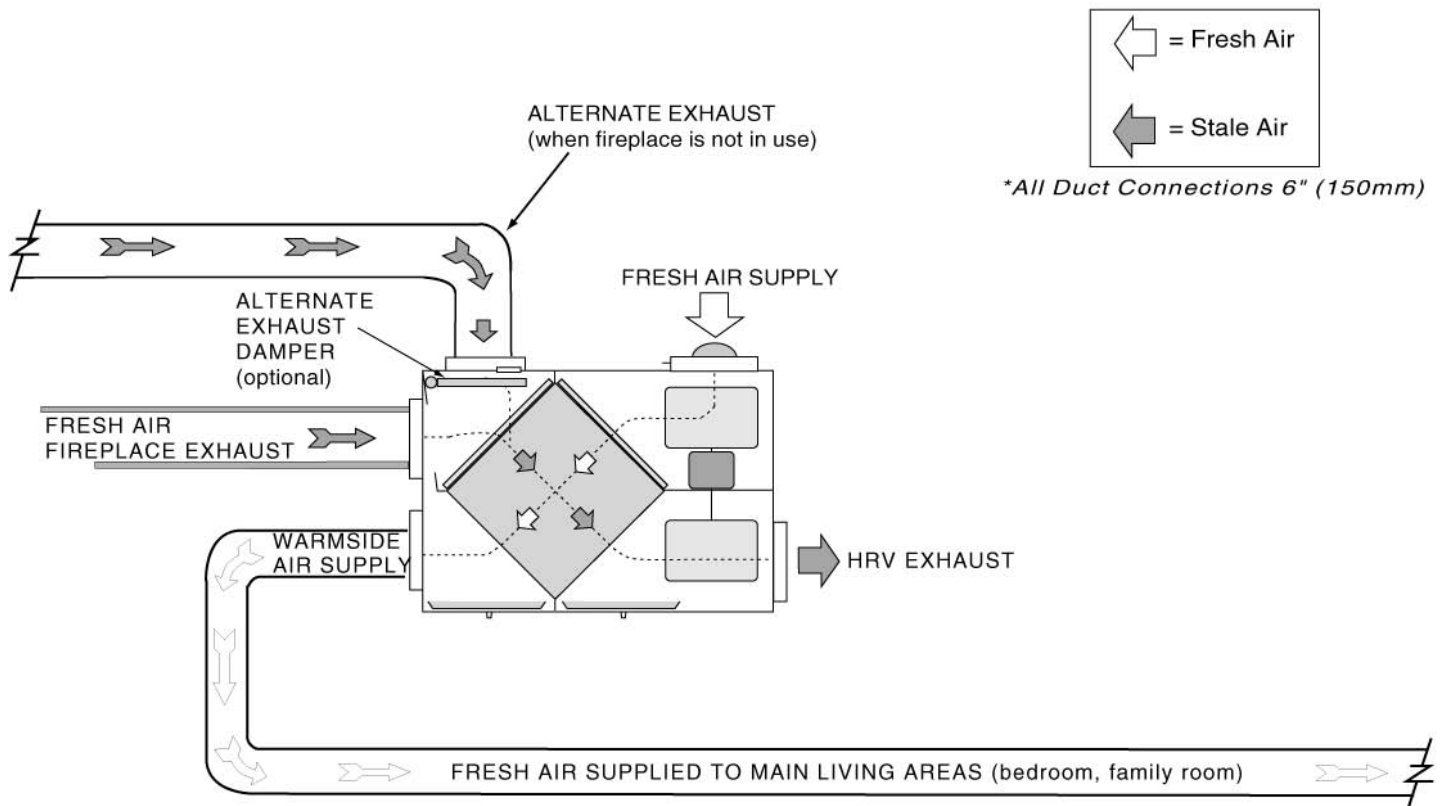 = Fresh Air
= Stale Air
*All Duct Connections 6" (150mm)
ALTERNATE EXHAUST
(when fireplace is not in use)
FRESH AIR SUPPLY
ALTERNATE
EXHAUST
DAMPER
(optional)
FRESH AIR
FIREPLACE EXHAUST
WARMSIDE
AIR SUPPLY
HRV EXHAUST
FRESH AIR SUPPLIED TO MAIN LIVING AREAS (bedroom, family room)